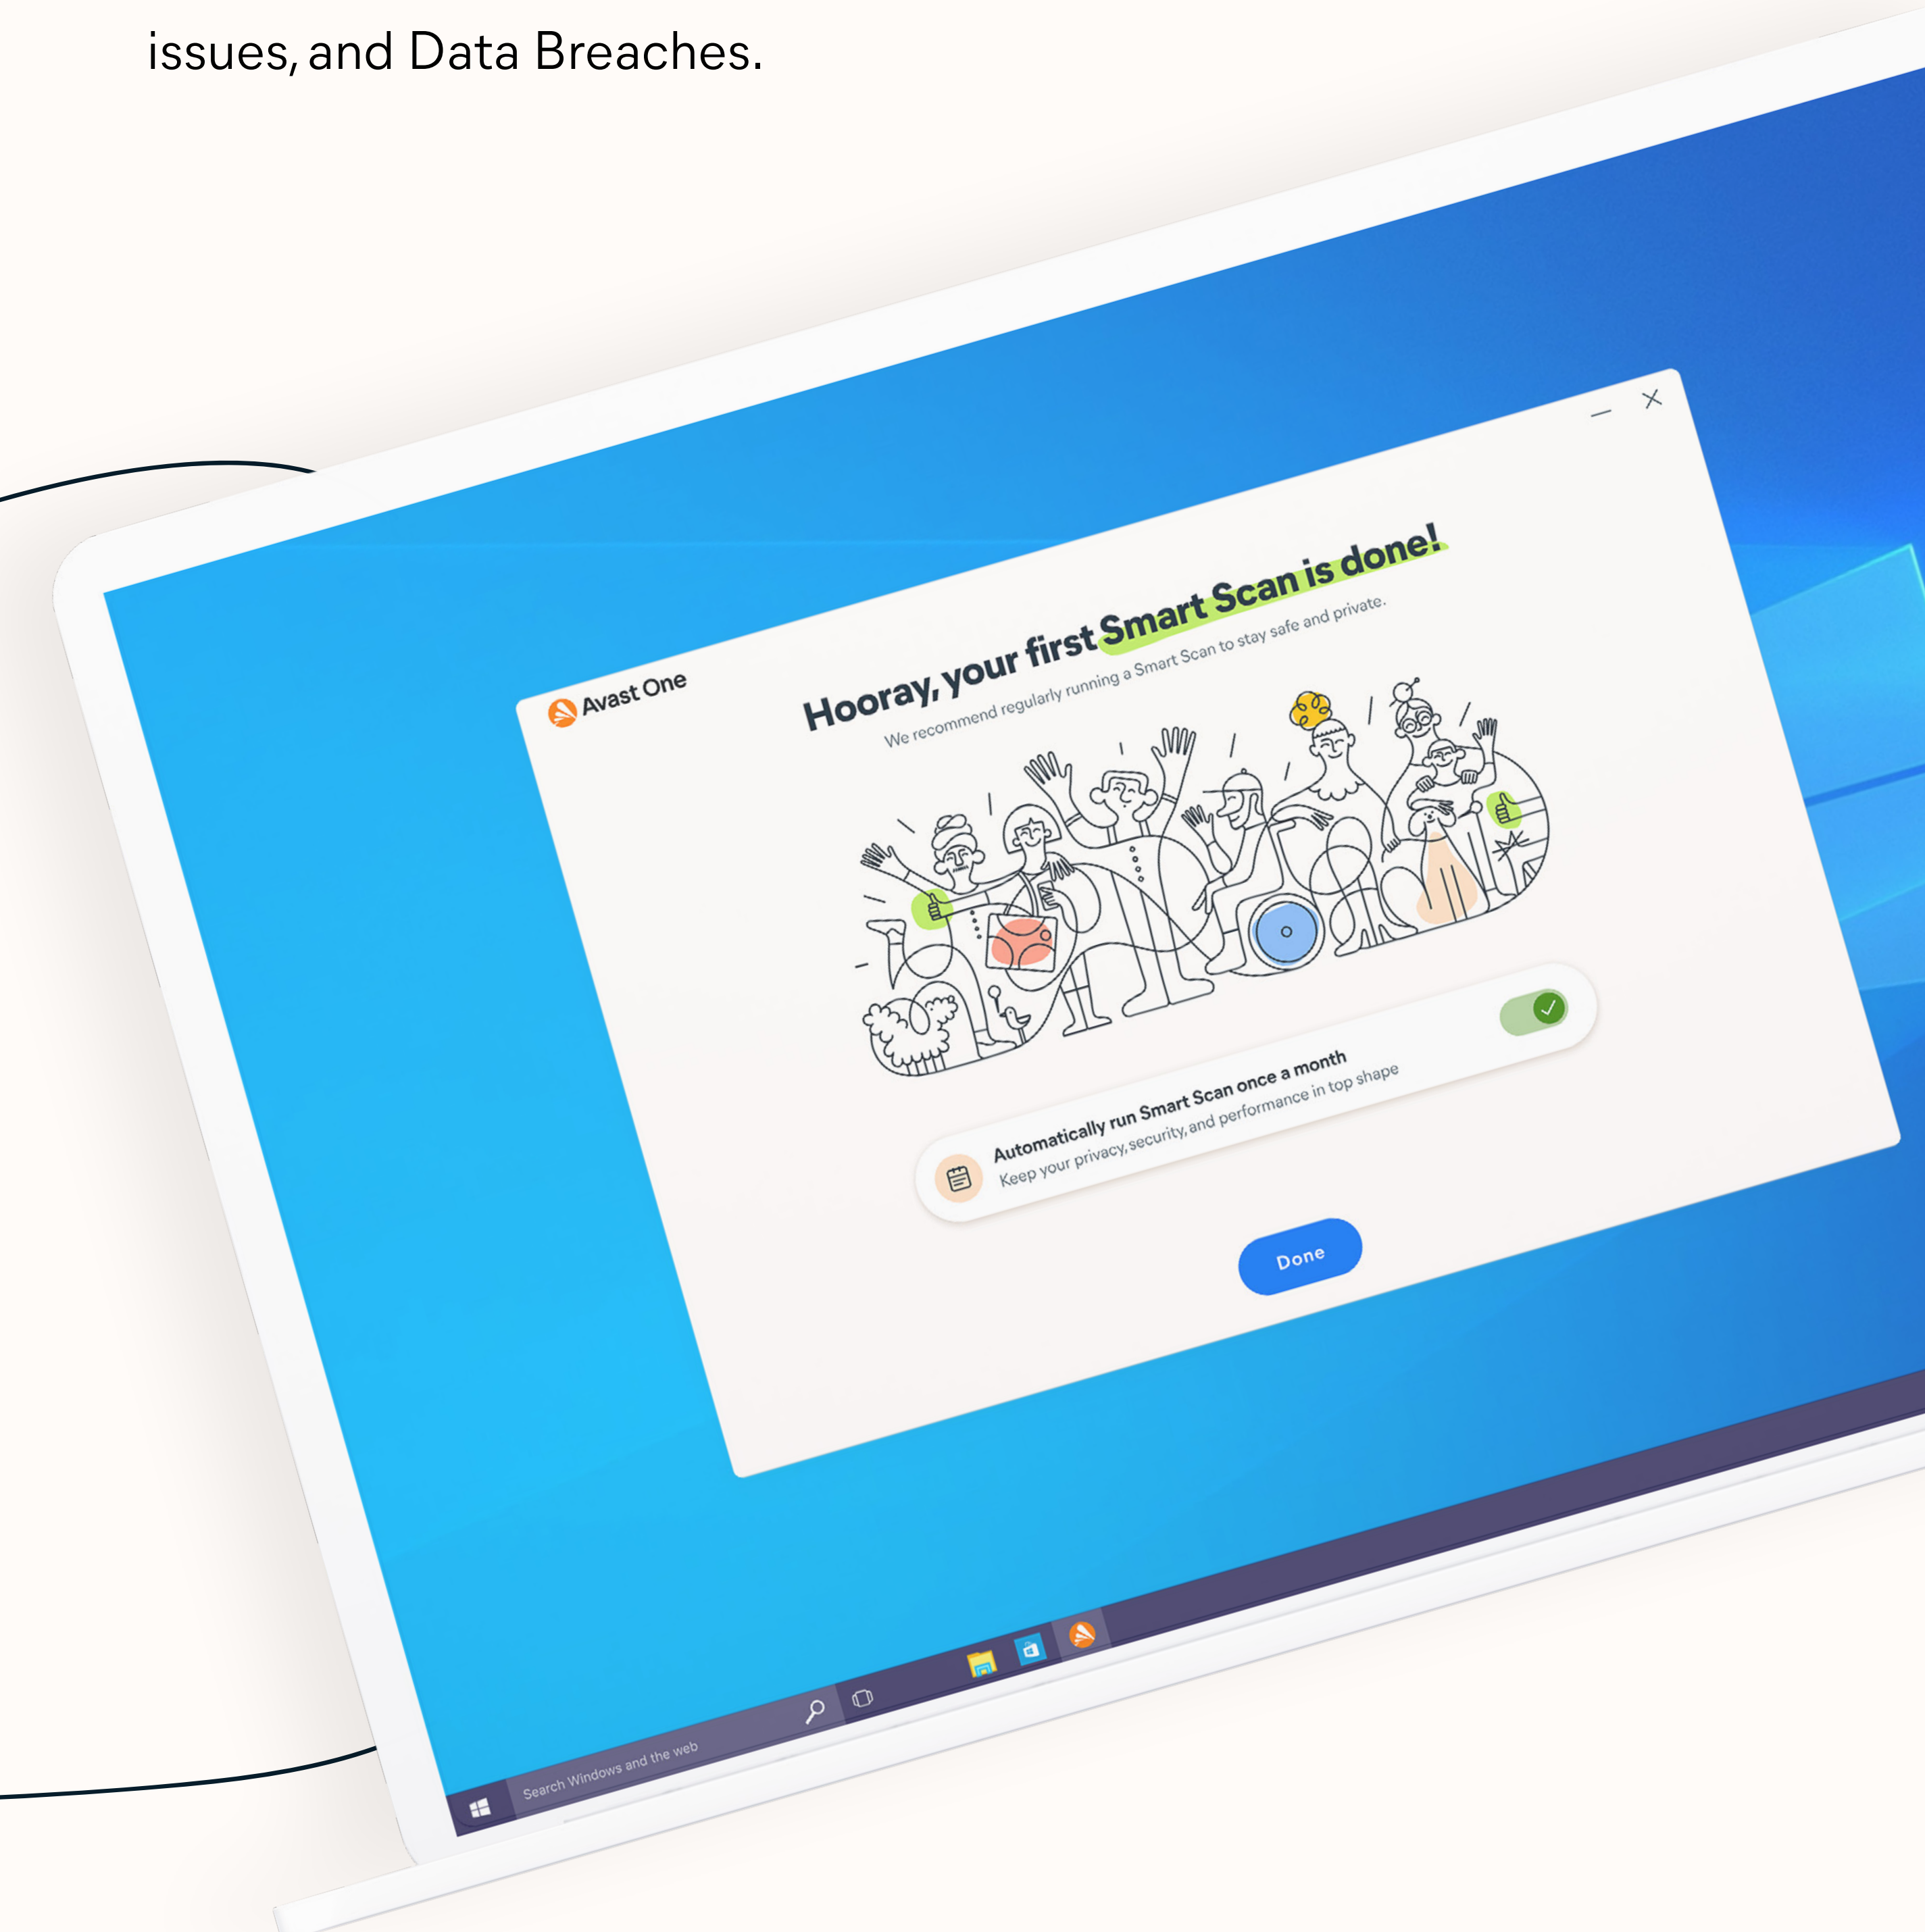 issues, and Data Breaches.
Avast One
Hooray, your first Smart Scan is done!
We recommend regularly running a Smart Scan to stay safe and private.
Automatically run Smart Scan once a month
Keep your privacy, security, and performance in top shape
Done
Search Windows and the web